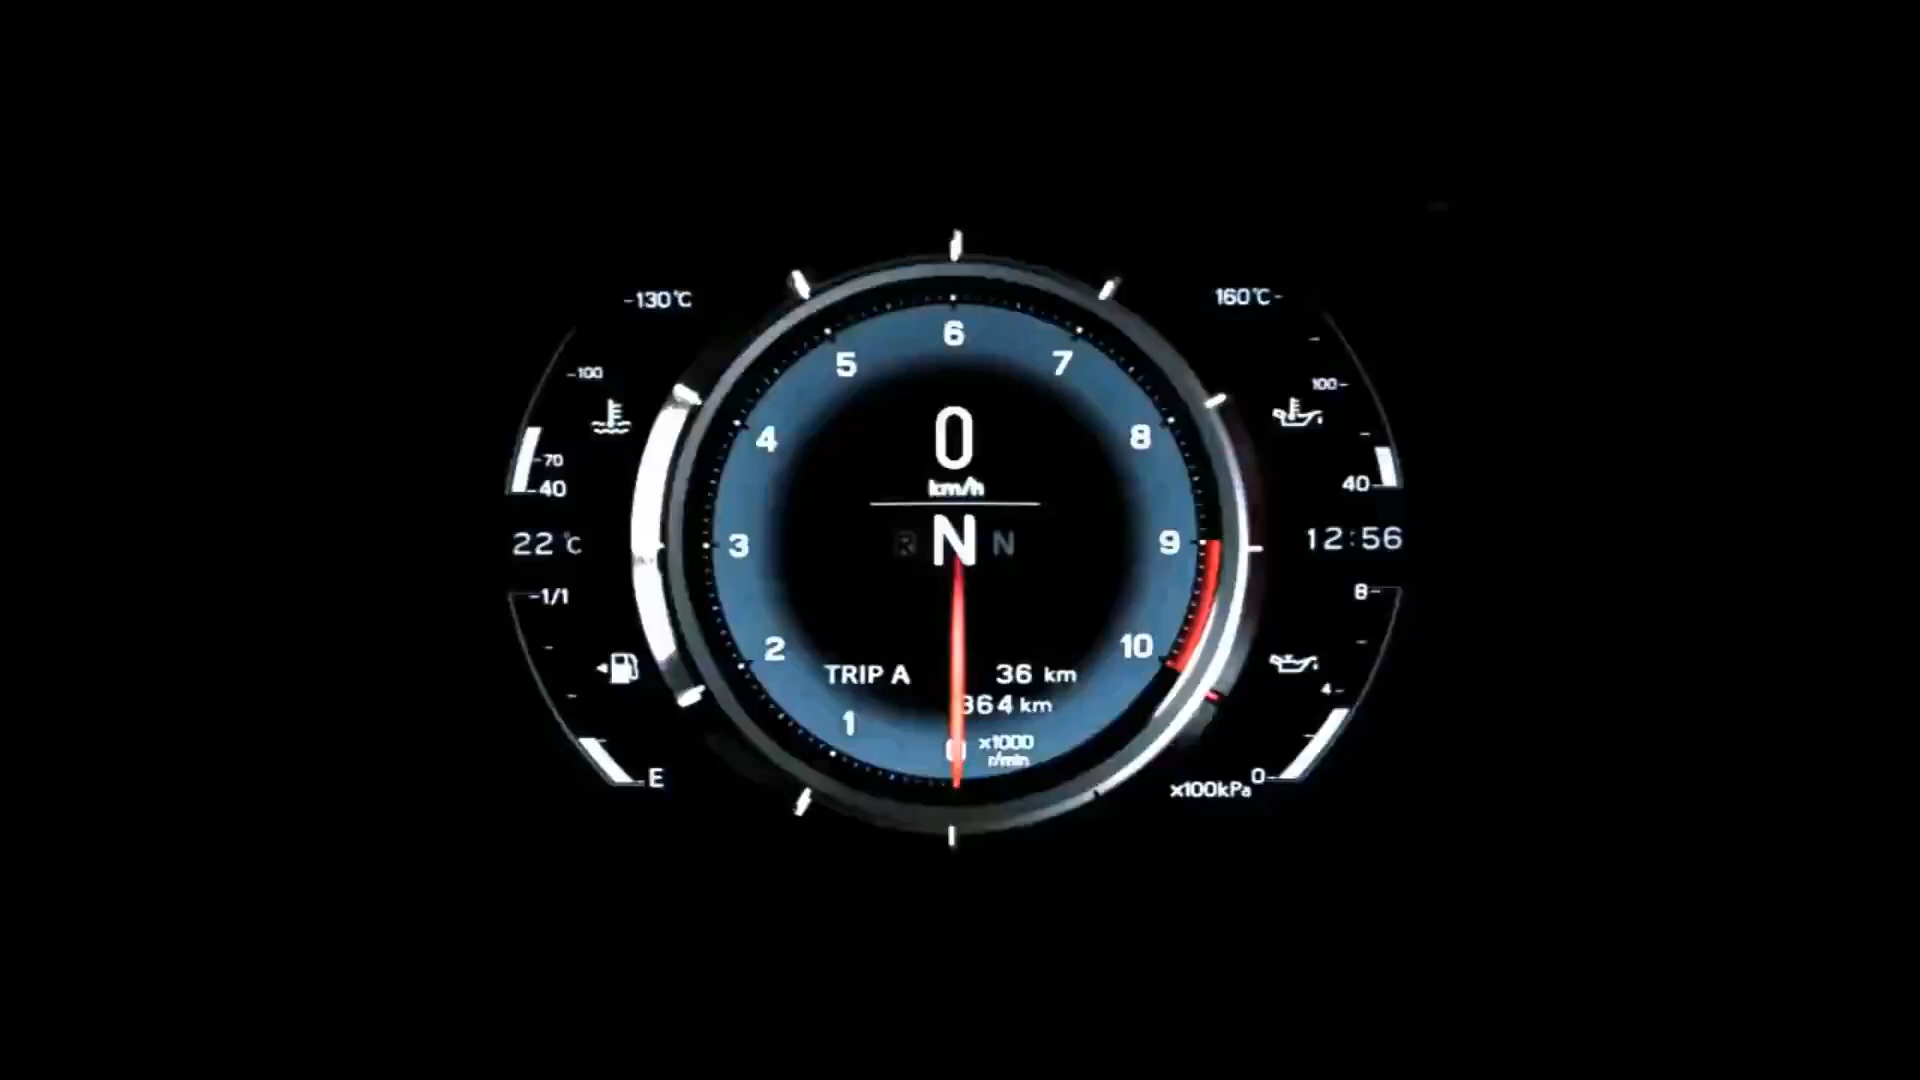 -130°C
-100
-70
-40
22°C
-1/1
E
6
5
7
4
8
3
9
2
10
1
0
km/h
R N N
TRIP A 36 km
364 km
x1000
r/min
160°C-
100-
40-
12:56
8-
4-
0-
x100kPa